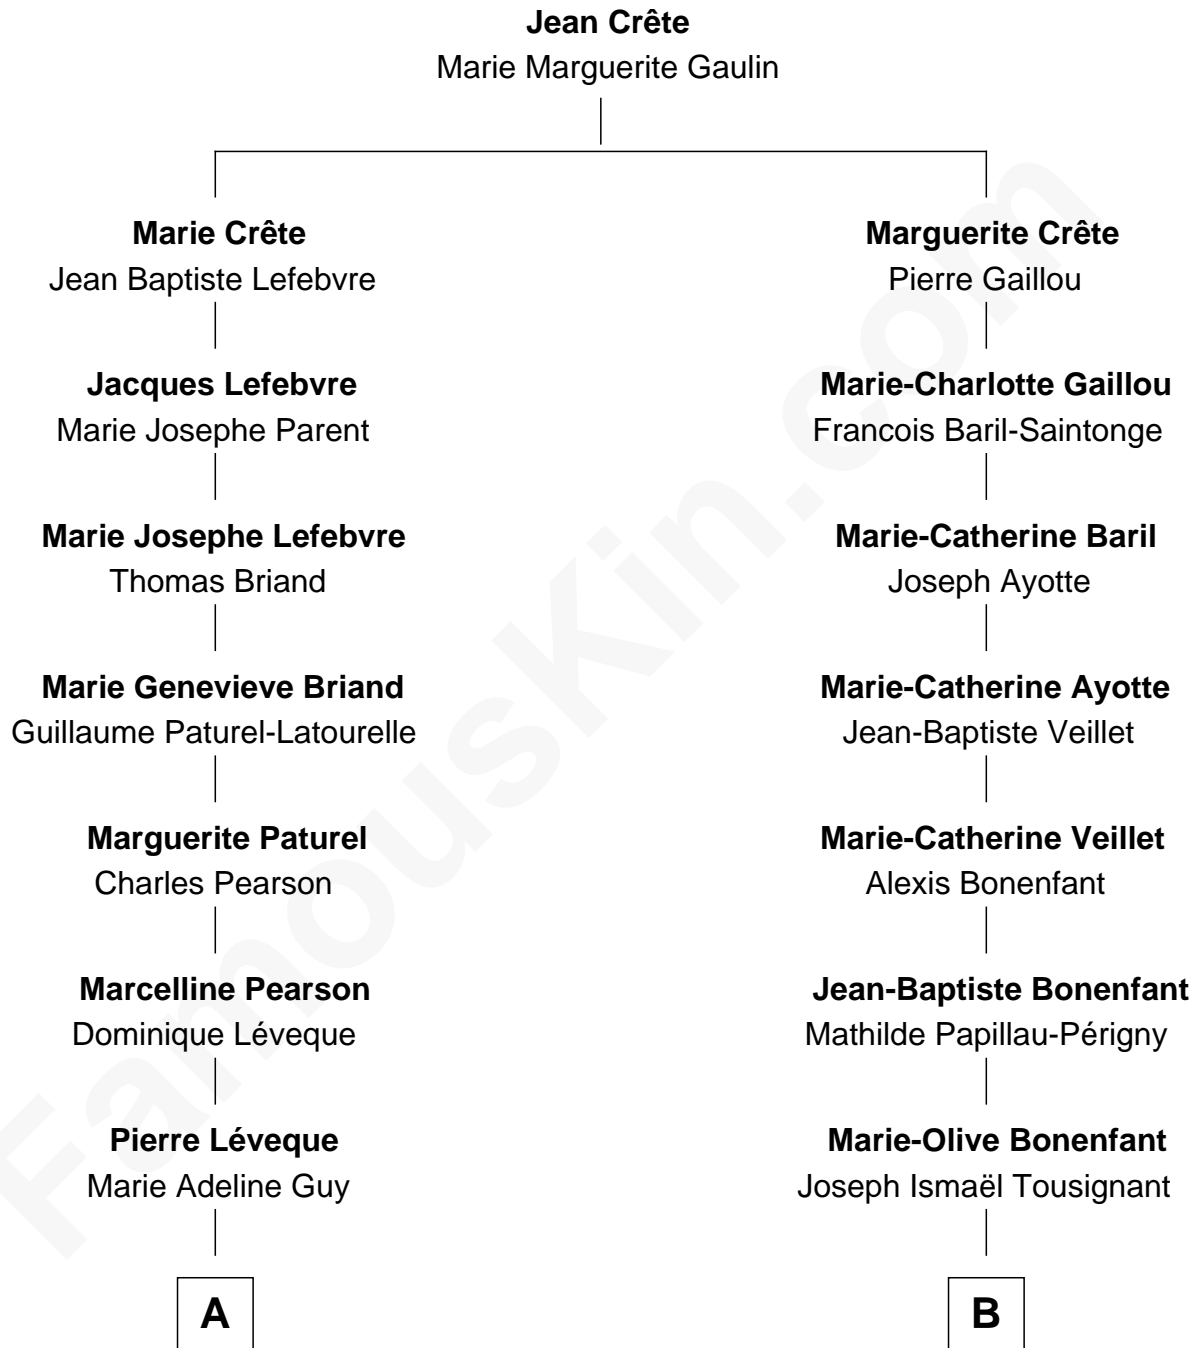 Jean Crête
Marie Marguerite Gaulin
Marie Crête
Jean Baptiste Lefebvre
Marguerite Crête
Pierre Gaillou
Jacques Lefebvre
Marie Josephe Parent
Marie-Charlotte Gaillou
Francois Baril-Saintonge
Marie Josephe Lefebvre
Thomas Briand
Marie-Catherine Baril
Joseph Ayotte
Marie Genevieve Briand
Guillaume Paturel-Latourelle
Marie-Catherine Ayotte
Jean-Baptiste Veillet
Marguerite Paturel
Charles Pearson
Marie-Catherine Veillet
Alexis Bonenfant
Marcelline Pearson
Dominique Léveque
Jean-Baptiste Bonenfant
Mathilde Papillau-Périgny
Pierre Léveque
Marie Adeline Guy
Marie-Olive Bonenfant
Joseph Ismaël Tousignant
A
B
FamousKin.com